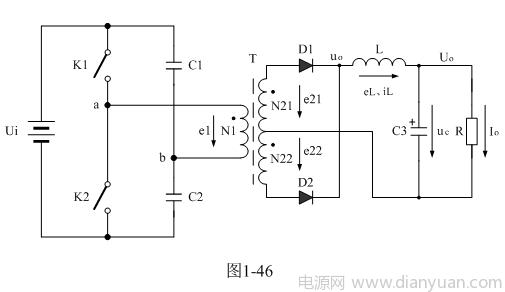 D1
uo
L
Uo
T
K1
C1
N21
e21
eL、iL
a
Ui
e1
N1
C3
+
uc
R
Io
b
N22
e22
K2
C2
D2
图1-46
电源网 www.dianyuan.com